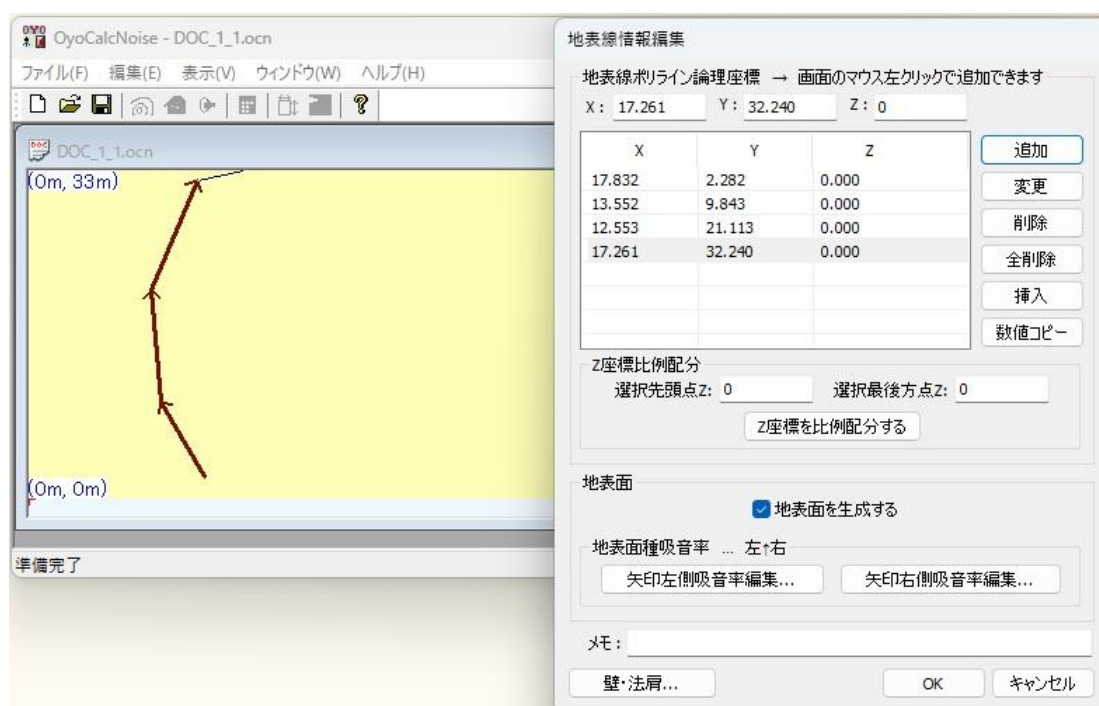 OYO
OyoCalcNoise - DOC_1_1.ocn
ファイル(F) 編集(E) 表示(V) ウィンドウ(W) ヘルプ(H)
DOC
DOC_1_1.ocn
(0m, 33m)
(0m, 0m)
準備完了
地表線情報編集
地表線ポリライン論理座標 → 画面のマウス左クリックで追加できます
X: 17.261 Y: 32.240 Z: 0
X Y Z
17.832 2.282 0.000
13.552 9.843 0.000
12.553 21.113 0.000
17.261 32.240 0.000
追加
変更
削除
全削除
挿入
数値コピー
Z座標比例配分
選択先頭点Z: 0 選択最後方点Z: 0
Z座標を比例配分する
地表面
地表面を生成する
地表面種吸音率 ... 左↑右
矢印左側吸音率編集... 矢印右側吸音率編集...
メモ:
壁・法肩... OK キャンセル